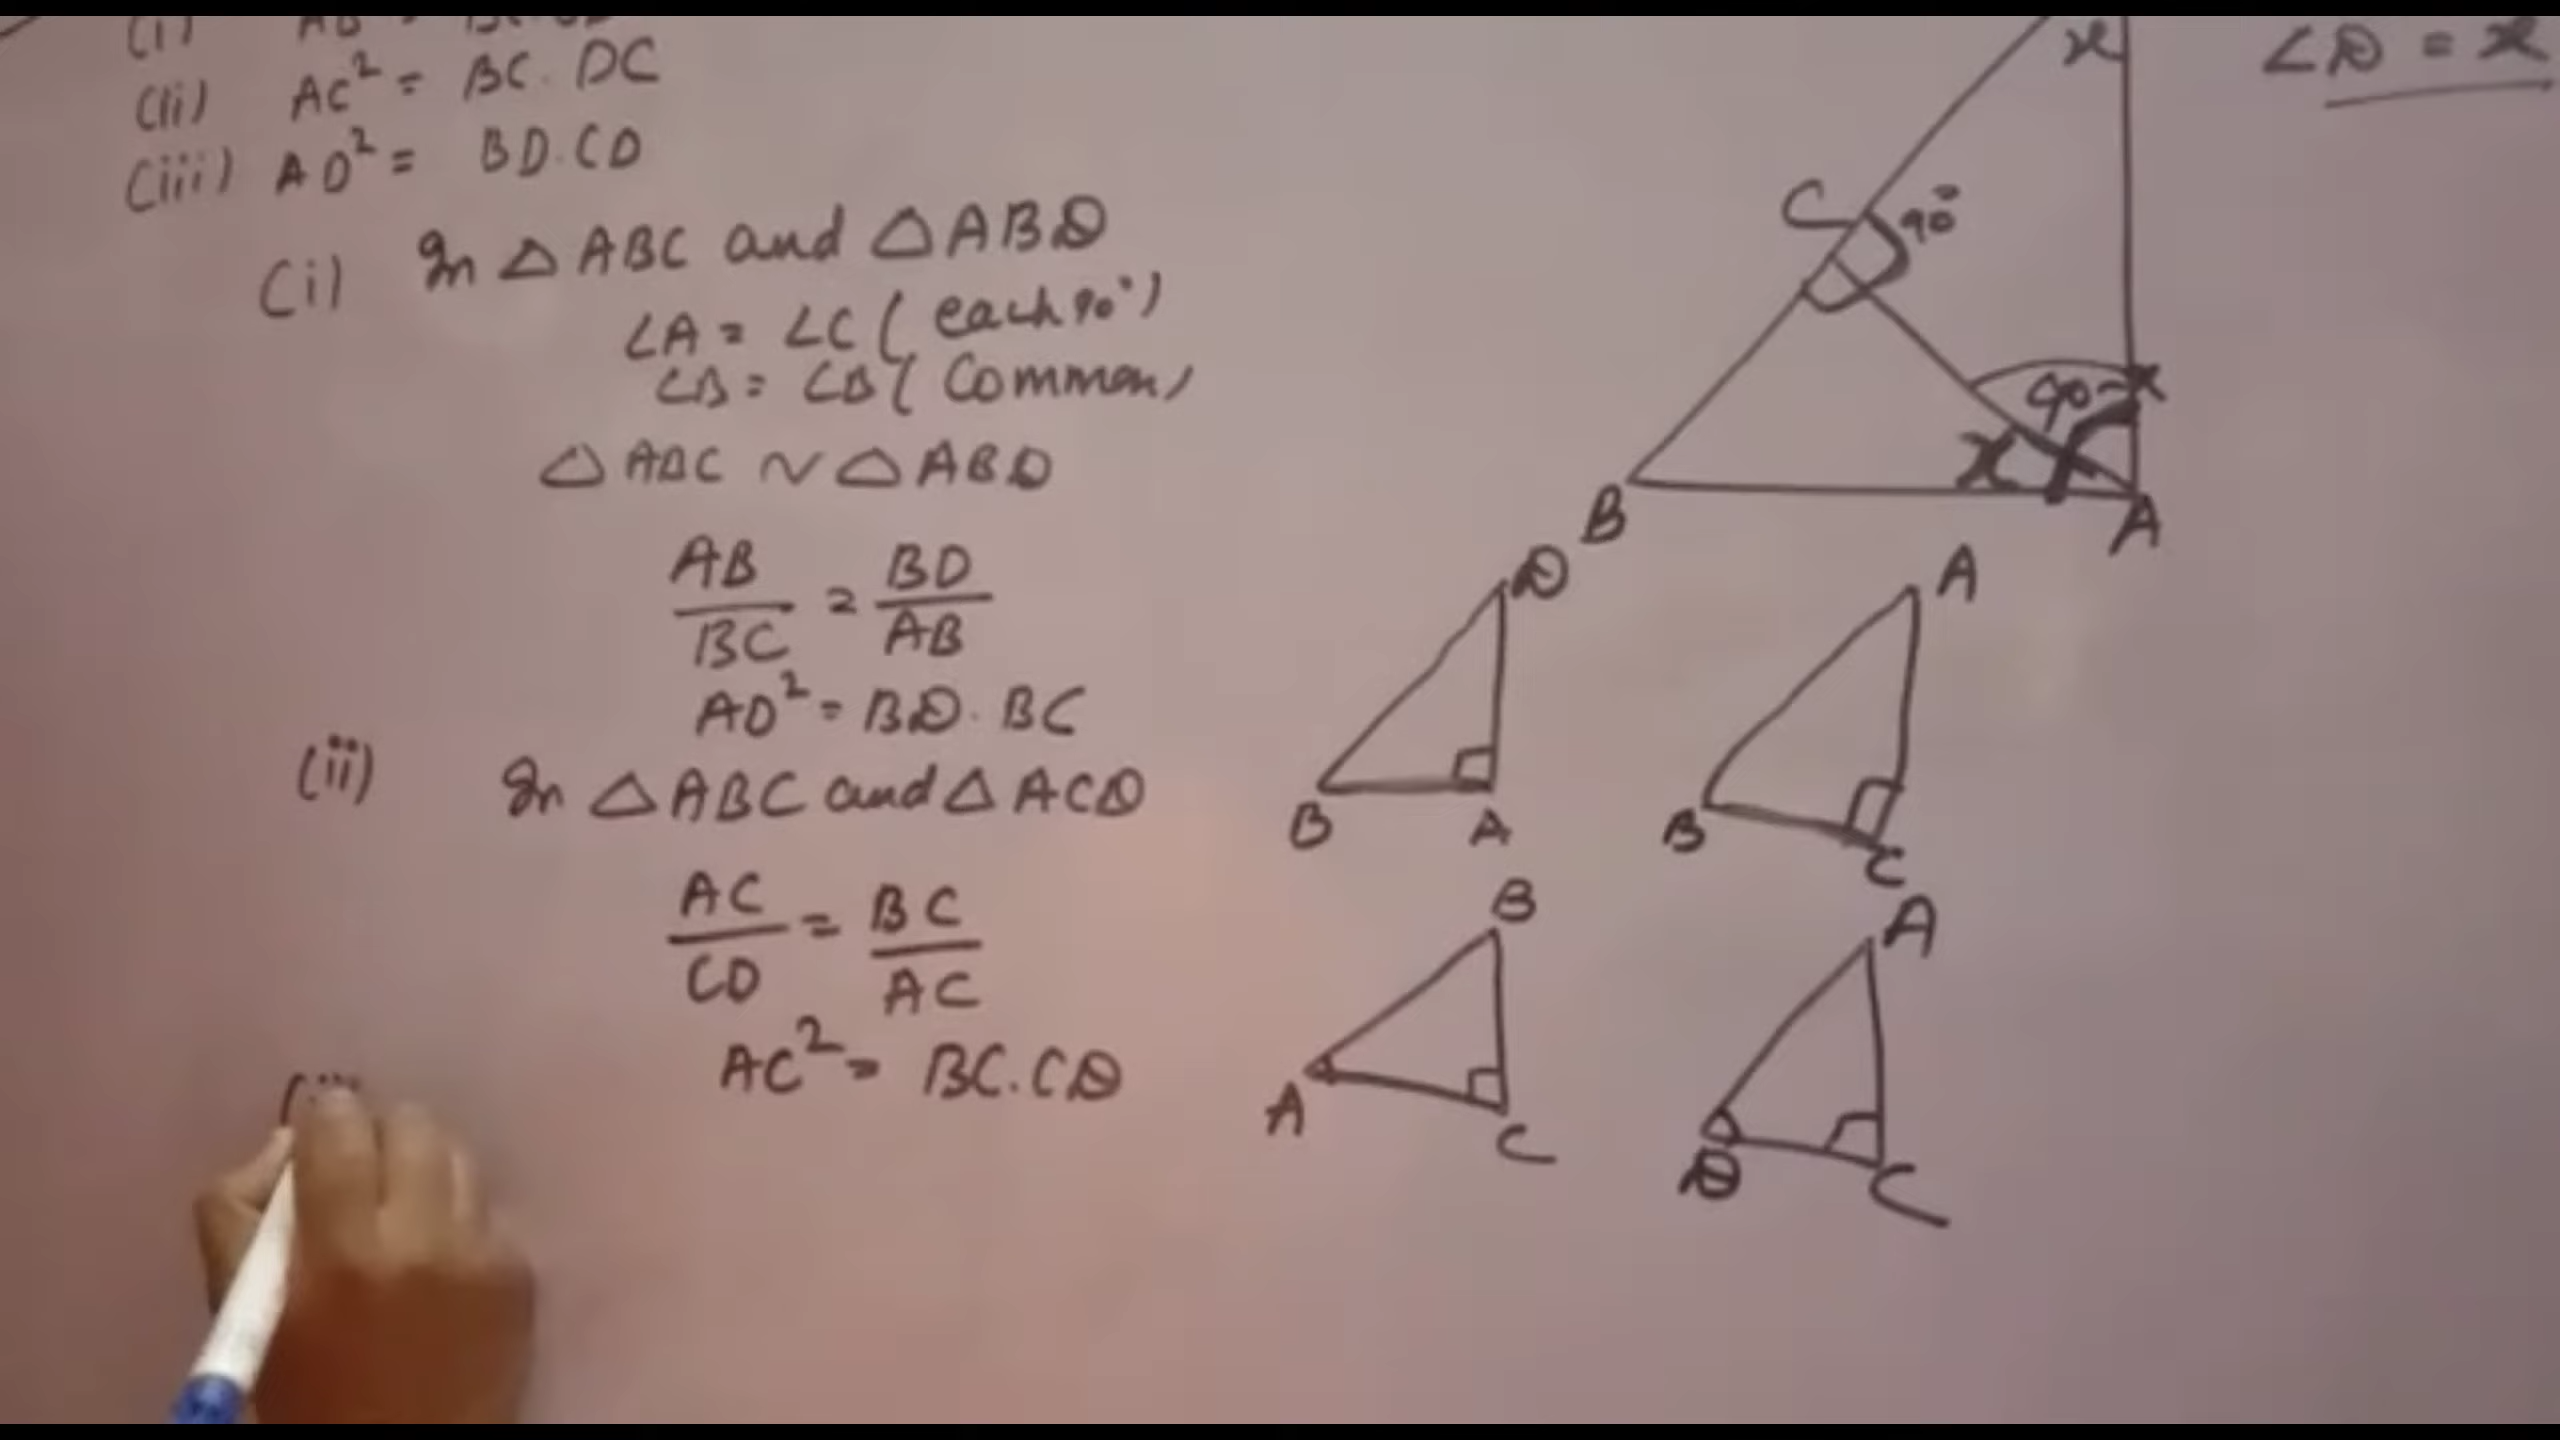 (ii) AC² = BC. DC
(iii) AD² = BD.CD
(i) In △ ABC and △ ABD
∠A = ∠C ( each 90°)
∠B = ∠B ( Common)
△ ABC ~ △ ABD
AB/BC = BD/AB
AD² = BD. BC
(ii) In △ ABC and △ ACD
AC/CD = BC/AC
AC² = BC.CD
x
∠D = x
C
90°
90-x
x
B
A
D
B
A
A
B
C
B
A
C
A
D
C